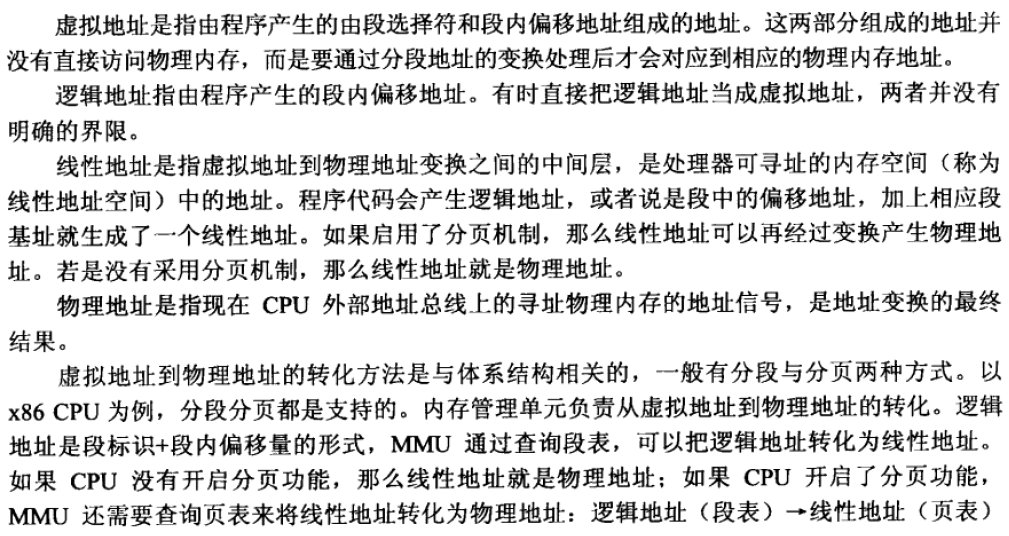 虚拟地址是指由程序产生的由段选择符和段内偏移地址组成的地址。这两部分组成的地址并
没有直接访问物理内存，而是要通过分段地址的变换处理后才会对应到相应的物理内存地址。
逻辑地址指由程序产生的段内偏移地址。有时直接把逻辑地址当成虚拟地址，两者并没有
明确的界限。
线性地址是指虚拟地址到物理地址变换之间的中间层，是处理器可寻址的内存空间（称为
线性地址空间）中的地址。程序代码会产生逻辑地址，或者说是段中的偏移地址，加上相应段
基址就生成了一个线性地址。如果启用了分页机制，那么线性地址可以再经过变换产生物理地
址。若是没有采用分页机制，那么线性地址就是物理地址。
物理地址是指现在 CPU 外部地址总线上的寻址物理内存的地址信号，是地址变换的最终
结果。
虚拟地址到物理地址的转化方法是与体系结构相关的，一般有分段与分页两种方式。以
x86 CPU 为例，分段分页都是支持的。内存管理单元负责从虚拟地址到物理地址的转化。逻辑
地址是段标识+段内偏移量的形式，MMU 通过查询段表，可以把逻辑地址转化为线性地址。
如果 CPU 没有开启分页功能，那么线性地址就是物理地址；如果 CPU 开启了分页功能，
MMU 还需要查询页表来将线性地址转化为物理地址：逻辑地址（段表）→线性地址（页表）